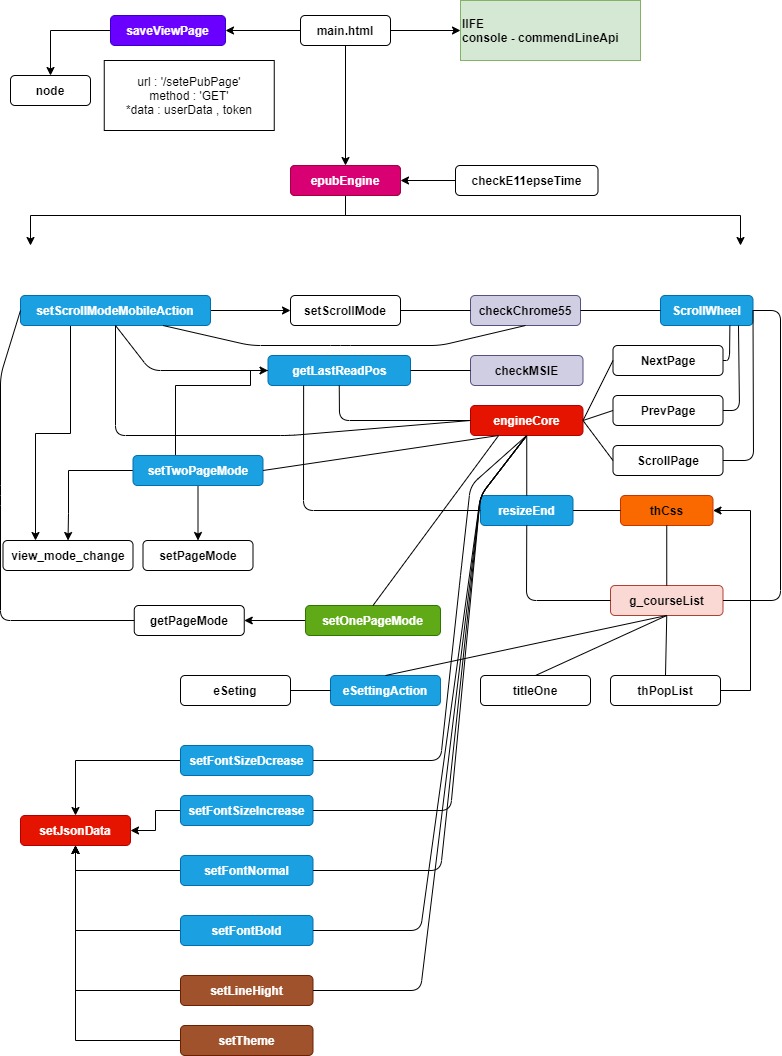 saveViewPage
main.html
IIFE
console - commendLineApi
node
url : '/setePubPage'
method : 'GET'
*data : userData , token
epubEngine
checkE11epseTime
setScrollModeMobileAction
setScrollMode
checkChrome55
ScrollWheel
getLastReadPos
checkMSIE
NextPage
engineCore
PrevPage
setTwoPageMode
ScrollPage
resizeEnd
thCss
view_mode_change
setPageMode
g_courseList
getPageMode
setOnePageMode
eSeting
eSettingAction
titleOne
thPopList
setFontSizeDcrease
setFontSizeIncrease
setJsonData
setFontNormal
setFontBold
setLineHight
setTheme